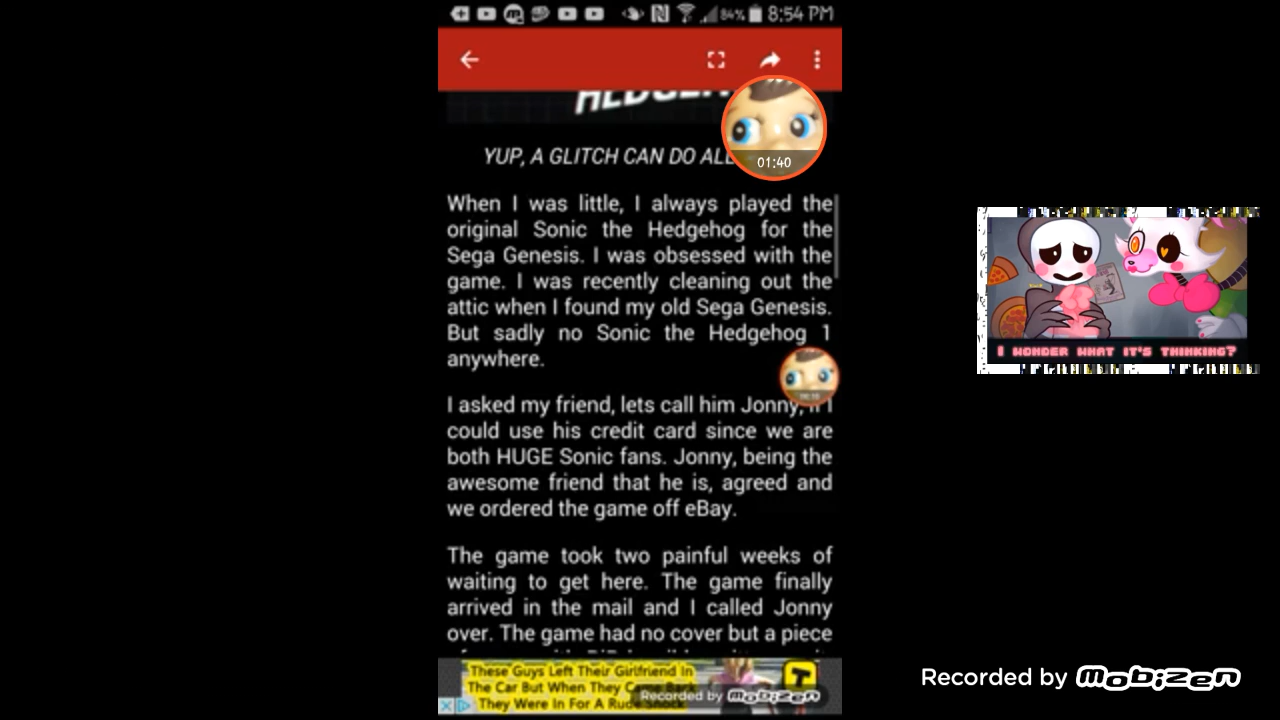 84% 8:54 PM
YUP, A GLITCH CAN DO
01:40
When I was little, I always played the
original Sonic the Hedgehog for the
Sega Genesis. I was obsessed with the
game. I was recently cleaning out the
attic when I found my old Sega Genesis.
But sadly no Sonic the Hedgehog 1
anywhere.
I asked my friend, lets call him Jonny, if I
could use his credit card since we are
both HUGE Sonic fans. Jonny, being the
awesome friend that he is, agreed and
we ordered the game off eBay.
The game took two painful weeks of
waiting to get here. The game finally
arrived in the mail and I called Jonny
over. The game had no cover but a piece
These Guys Left Their Girlfriend In
The Car But When They
They Were In For A Rude Shock
Recorded by mobizen
I WONDER WHAT IT'S THINKING?
Recorded by mobizen